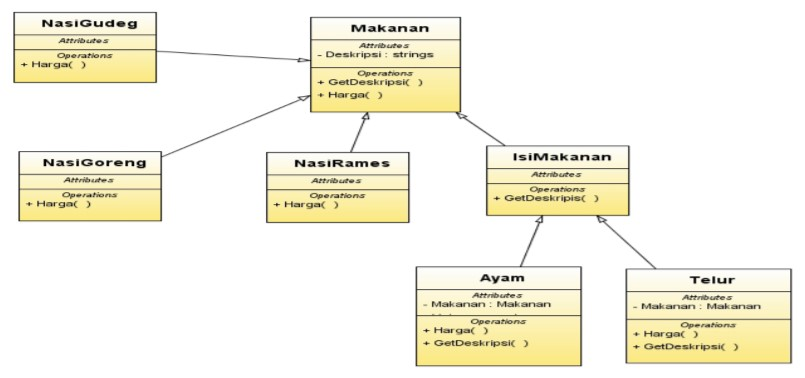 NasiGudeg
Attributes
Operations
+ Harga( )
Makanan
Attributes
- Deskripsi : strings
Operations
+ GetDeskripsi( )
+ Harga( )
NasiGoreng
Attributes
Operations
+ Harga( )
NasiRames
Attributes
Operations
+ Harga( )
IsiMakanan
Attributes
Operations
+ GetDeskripis( )
Ayam
Attributes
- Makanan : Makanan
Operations
+ Harga( )
+ GetDeskripsi( )
Telur
Attributes
- Makanan : Makanan
Operations
+ Harga( )
+ GetDeskripsi( )